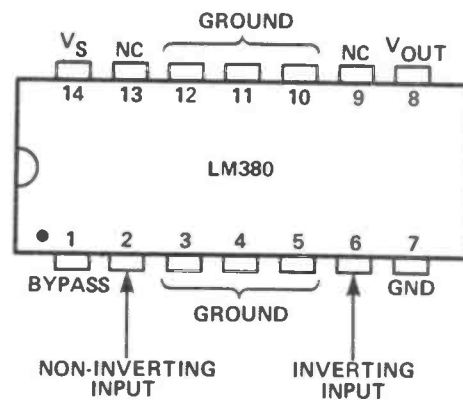 GROUND
VS NC NC VOUT
14 13 12 11 10 9 8
LM380
1 2 3 4 5 6 7
BYPASS GND
GROUND
NON-INVERTING INVERTING
INPUT INPUT